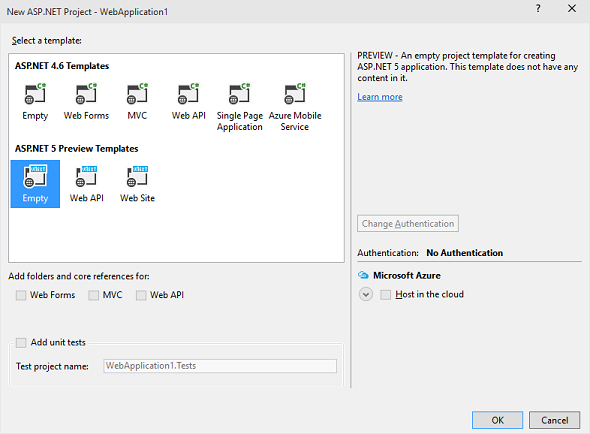 New ASP.NET Project - WebApplication1
?
Select a template:
ASP.NET 4.6 Templates
C# C# C# C# C# C#
Empty Web Forms MVC Web API Single Page Application Azure Mobile Service
ASP.NET 5 Preview Templates
Empty Web API Web Site
PREVIEW - An empty project template for creating
ASP.NET 5 application. This template does not have any
content in it.
Learn more
Change Authentication
Authentication: No Authentication
Microsoft Azure
Host in the cloud
Add folders and core references for:
Web Forms MVC Web API
Add unit tests
Test project name: WebApplication1.Tests
OK Cancel